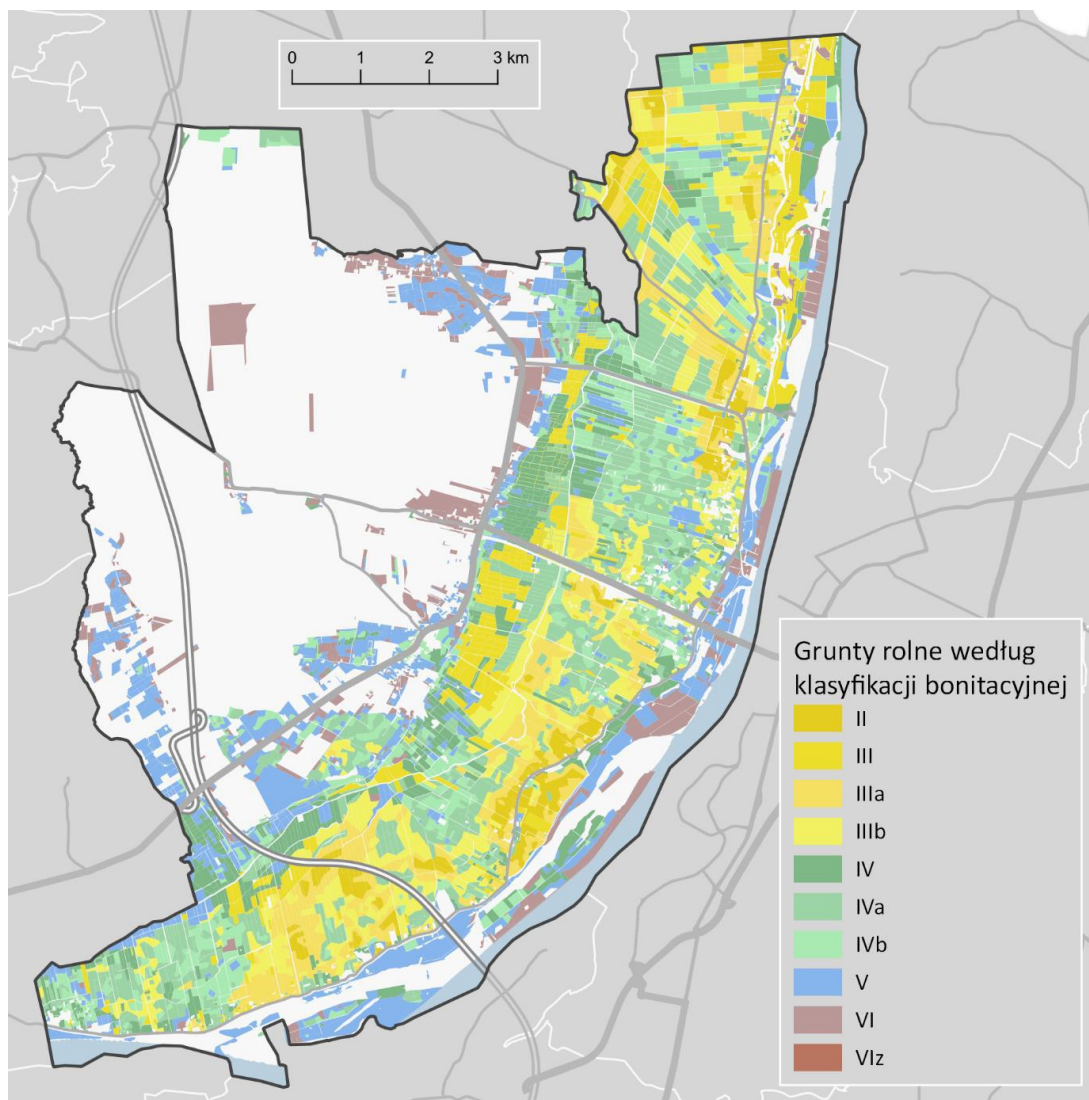 0 1 2 3 km
Grunty rolne według
klasyfikacji bonitacyjnej
II
III
IIIa
IIIb
IV
IVa
IVb
V
VI
VIz